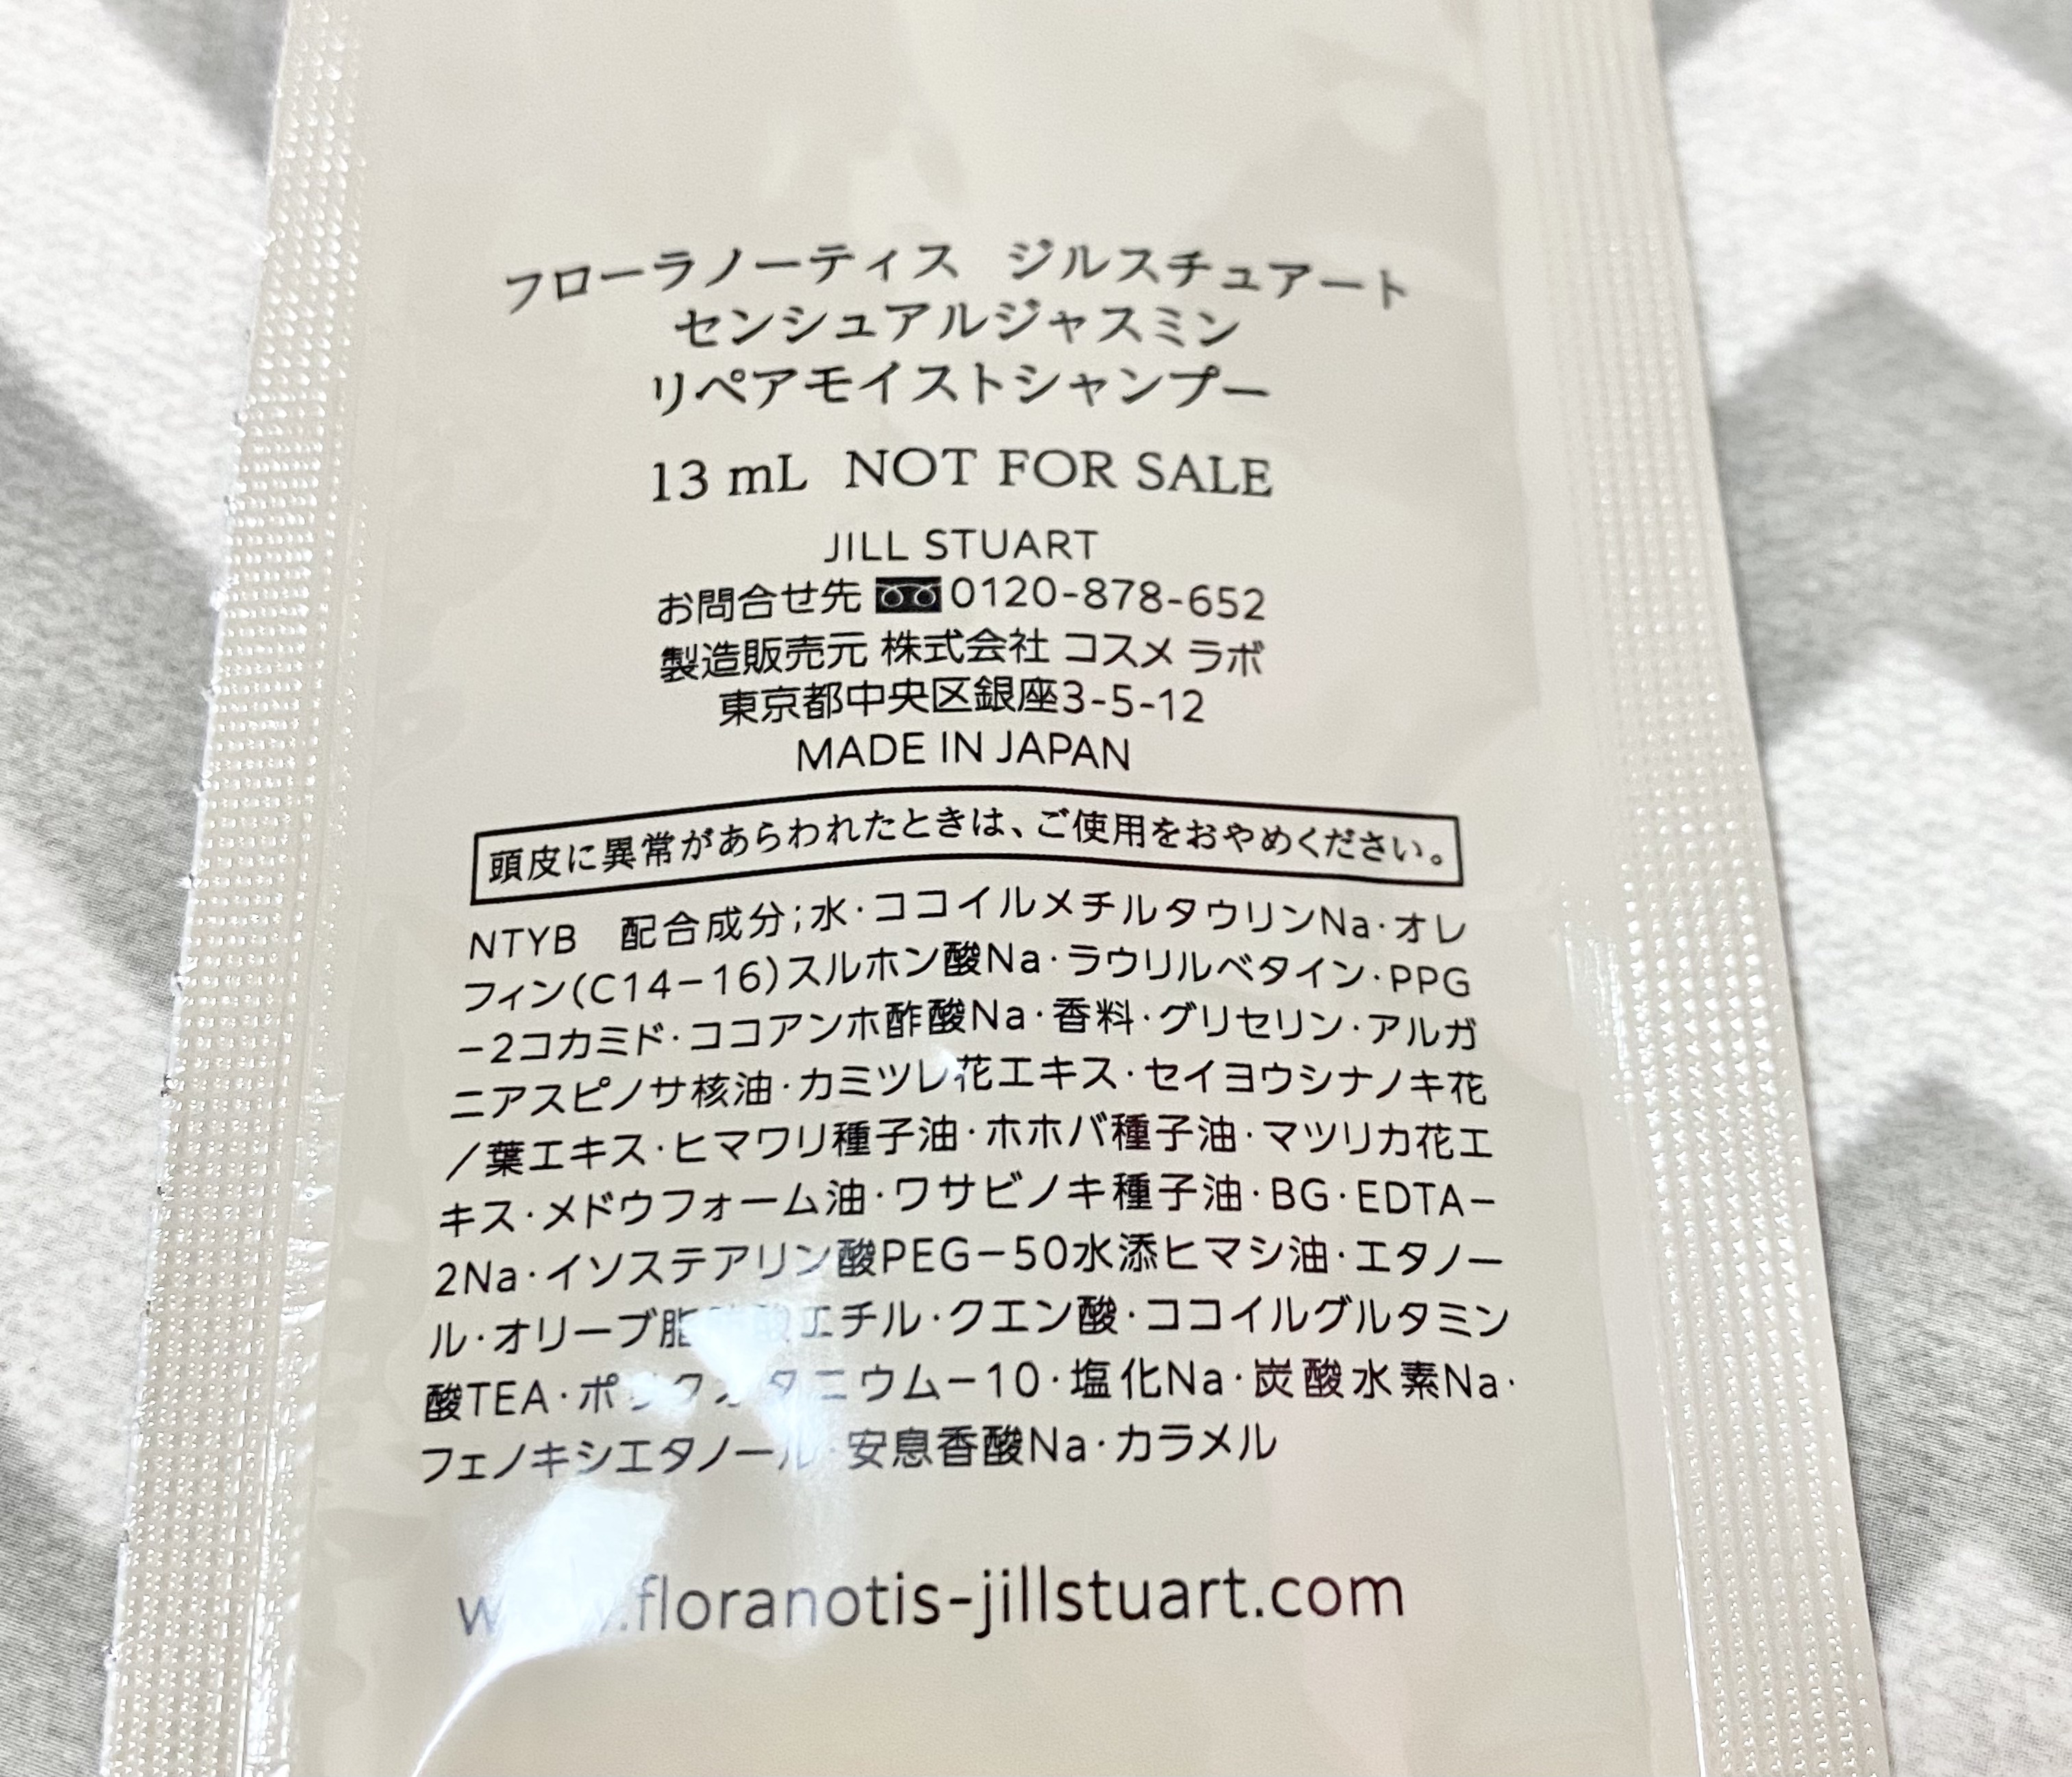 フローラノーティス ジルスチュアート
センシュアルジャスミン
リペアモイストシャンプー
13 mL NOT FOR SALE
JILL STUART
お問合せ先 0120-878-652
製造販売元 株式会社 コスメ ラボ
東京都中央区銀座3-5-12
MADE IN JAPAN
頭皮に異常があらわれたときは、ご使用をおやめください。
NTYB 配合成分;水・ココイルメチルタウリンNa・オレ
フィン(C14−16)スルホン酸Na・ラウリルベタイン・PPG
−2コカミド・ココアンホ酢酸Na・香料・グリセリン・アルガ
ニアスピノサ核油・カミツレ花エキス・セイヨウシナノキ花
/葉エキス・ヒマワリ種子油・ホホバ種子油・マツリカ花エ
キス・メドウフォーム油・ワサビノキ種子油・BG・EDTA−
2Na・イソステアリン酸PEG−50水添ヒマシ油・エタノー
ル・オリーブ脂 酸エチル・クエン酸・ココイルグルタミン
酸TEA・ポリクオタニウム−10・塩化Na・炭酸水素Na・
フェノキシエタノール・安息香酸Na・カラメル
.floranotis-jillstuart.com